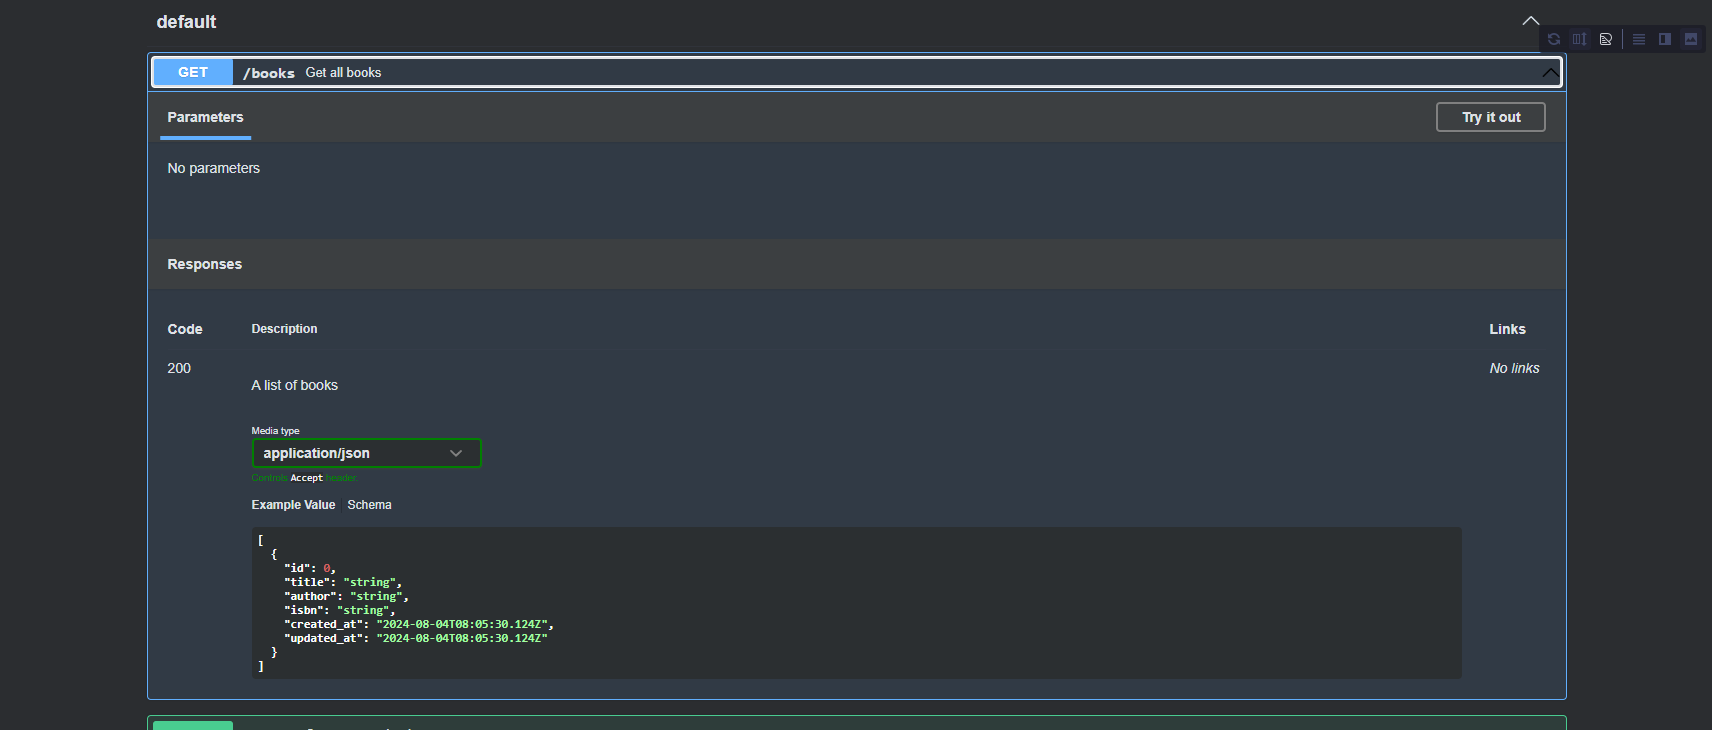 default
GET /books Get all books
Parameters
Try it out
No parameters
Responses
Code Description Links
200 No links
A list of books
Media type
application/json
Controls Accept header.
Example Value Schema
[
  {
    "id": 0,
    "title": "string",
    "author": "string",
    "isbn": "string",
    "created_at": "2024-08-04T08:05:30.124Z",
    "updated_at": "2024-08-04T08:05:30.124Z"
  }
]